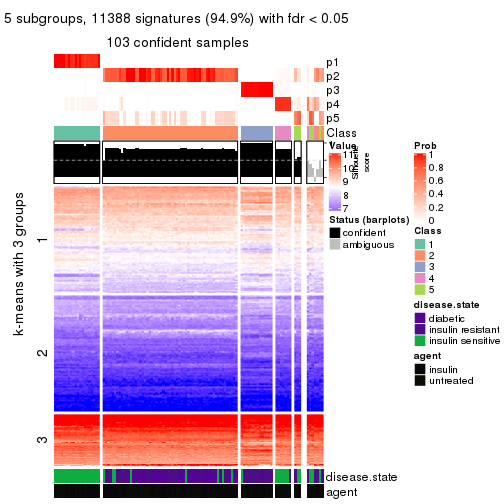 5 subgroups, 11388 signatures (94.9%) with fdr < 0.05
103 confident samples
p1
p2
p3
p4
p5
Class
Silhouette
score
k-means with 3 groups
1
2
3
disease.state
agent
Value
11
10
9
8
7
Status (barplots)
confident
ambiguous
Prob
1
0.8
0.6
0.4
0.2
0
Class
1
2
3
4
5
disease.state
diabetic
insulin resistant
insulin sensitive
agent
insulin
untreated